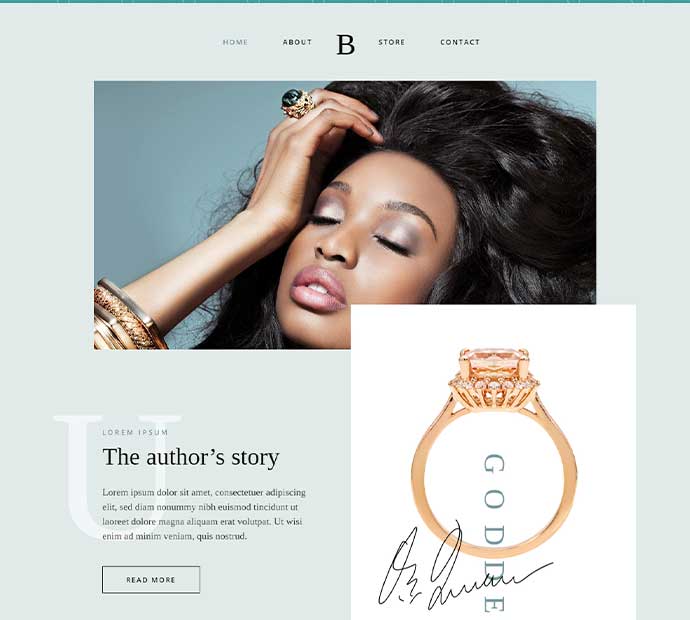 HOME ABOUT B STORE CONTACT
U
LOREM IPSUM
The author’s story
Lorem ipsum dolor sit amet, consectetuer adipiscing
elit, sed diam nonummy nibh euismod tincidunt ut
laoreet dolore magna aliquam erat volutpat. Ut wisi
enim ad minim veniam, quis nostrud.
READ MORE
GODDE